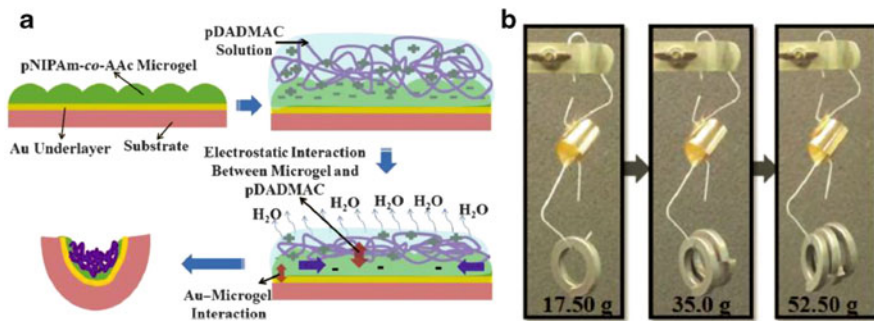 a
pNIPAm-co-AAc Microgel
Au Underlayer
Substrate
pDADMAC
Solution
Electrostatic Interaction
Between Microgel and
pDADMAC
H₂O
H₂O
H₂O
H₂O
H₂O
Au–Microgel
Interaction
b
17.50 g
35.0 g
52.50 g